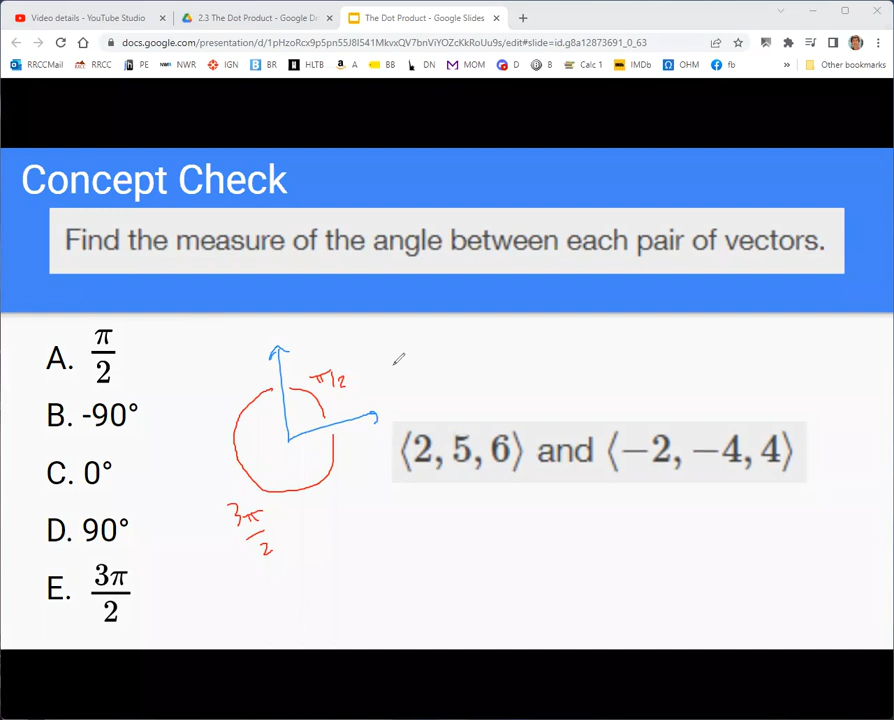 Video details - YouTube Studio
2.3 The Dot Product - Google Dr
The Dot Product - Google Slides
docs.google.com/presentation/d/1pHzoRcx9p5pn55J8I541MkvxQV7bnViYOZcKkRoUu9s/edit#slide=id.g8a12873691_0_63
RRCCMail RRCC PE NWR IGN BR HLTB A BB DN MOM D B Calc 1 IMDb OHM fb » Other bookmarks
Concept Check
Find the measure of the angle between each pair of vectors.
A. π/2
B. -90°
C. 0°
D. 90°
E. 3π/2
π/2
3π/2
⟨2, 5, 6⟩ and ⟨−2, −4, 4⟩